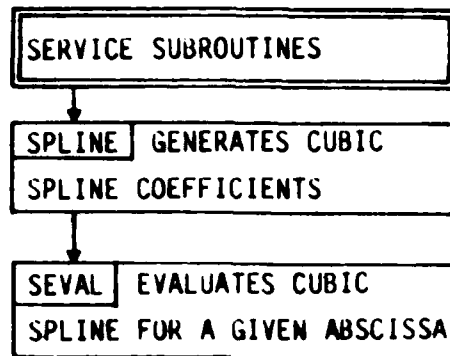 SERVICE SUBROUTINES
SPLINE GENERATES CUBIC
SPLINE COEFFICIENTS
SEVAL EVALUATES CUBIC
SPLINE FOR A GIVEN ABSCISSA